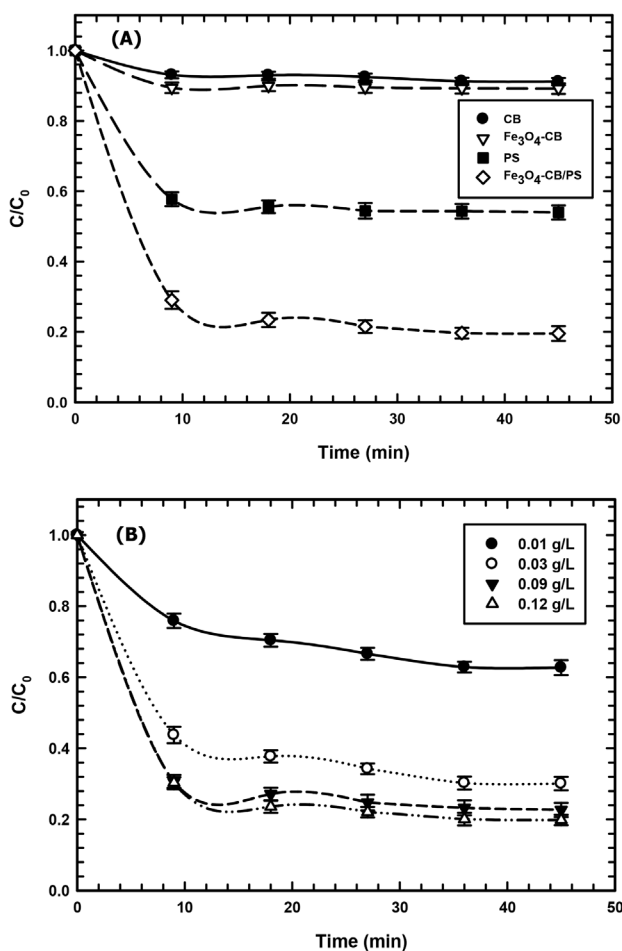 (A)
1.0
0.8
0.6
0.4
0.2
0.0
C/C₀
0 10 20 30 40 50
Time (min)
CB
Fe₃O₄-CB
PS
Fe₃O₄-CB/PS
(B)
1.0
0.8
0.6
0.4
0.2
0.0
C/C₀
0 10 20 30 40 50
Time (min)
0.01 g/L
0.03 g/L
0.09 g/L
0.12 g/L